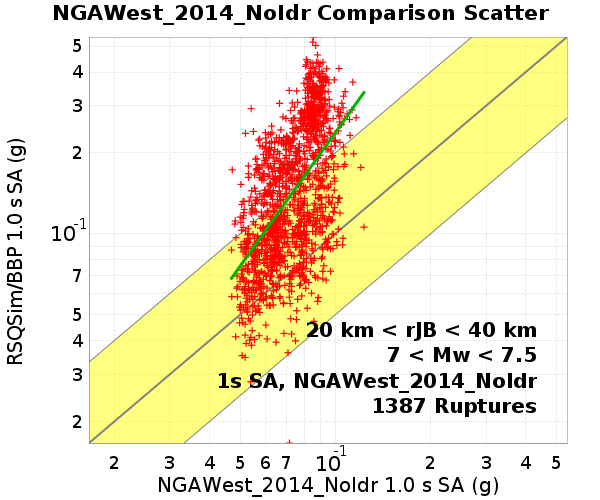 NGAWest_2014_NoIdr Comparison Scatter
RSQSim/BBP 1.0 s SA (g)
5
4
3
2
10-1
7
5
4
3
2
20 km < rJB < 40 km
7 < Mw < 7.5
1s SA, NGAWest_2014_NoIdr
1387 Ruptures
2 3 4 5 6 7 10-1 2 3 4 5
NGAWest_2014_NoIdr 1.0 s SA (g)